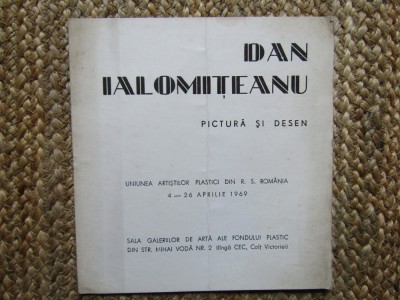 DAN
IALOMIȚEANU
PICTURĂ ȘI DESEN
UNIUNEA ARTIȘTILOR PLASTICI DIN R. S. ROMÂNIA
4 — 26 APRILIE 1969
SALA GALERIILOR DE ARTĂ ALE FONDULUI PLASTIC
DIN STR. MIHAI VODĂ NR. 2 (lîngă CEC, Colț Victoriei)